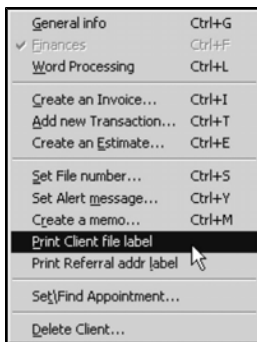 General info Ctrl+G
Finances Ctrl+F
Word Processing Ctrl+L
Create an Invoice... Ctrl+I
Add new Transaction... Ctrl+T
Create an Estimate... Ctrl+E
Set File number... Ctrl+S
Set Alert message... Ctrl+Y
Create a memo... Ctrl+M
Print Client file label
Print Referral addr label
Set\Find Appointment...
Delete Client...